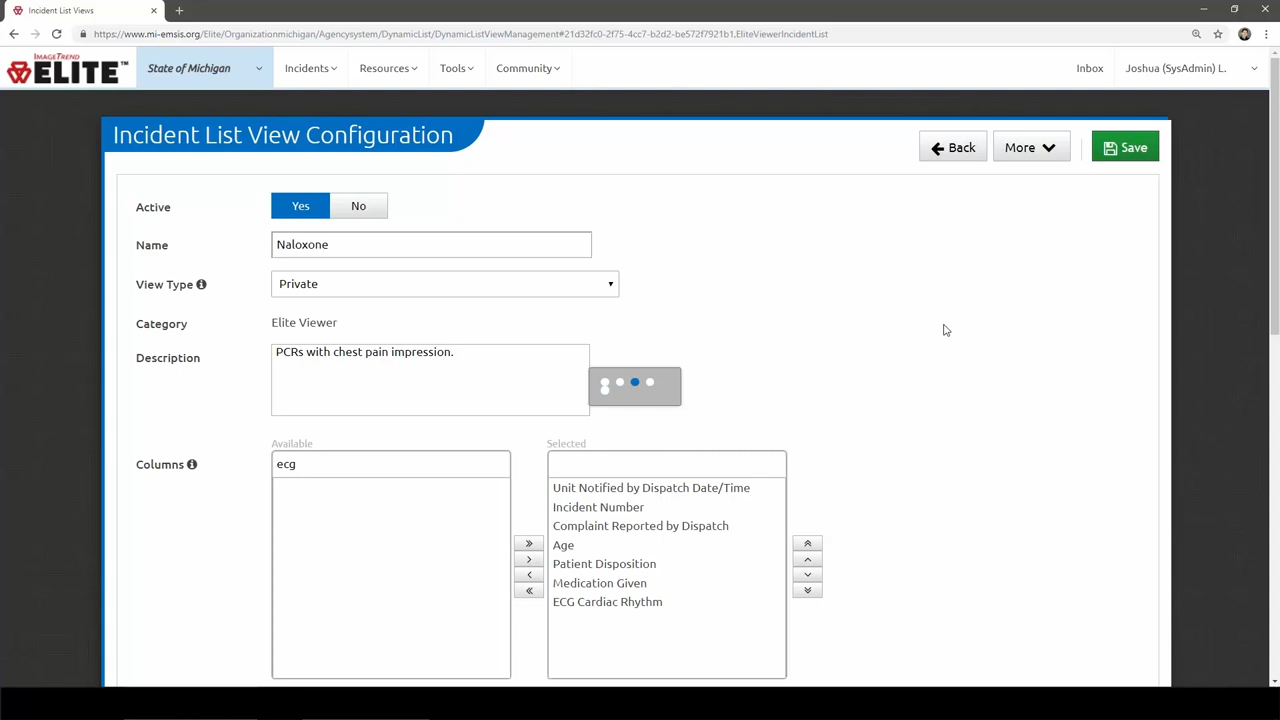 Incident List Views
https://www.mi-emsis.org/Elite/Organizationmichigan/Agencysystem/DynamicList/DynamicListViewManagement#21d32fc0-2f75-4cc7-b2d2-be572f7921b1,EliteViewerIncidentList
IMAGETREND
ELITE™
State of Michigan
Incidents
Resources
Tools
Community
Inbox
Joshua (SysAdmin) L.
Incident List View Configuration
Back
More
Save
Active
Yes
No
Name
Naloxone
View Type
Private
Category
Elite Viewer
Description
PCRs with chest pain impression.
Available
Selected
Columns
ecg
Unit Notified by Dispatch Date/Time
Incident Number
Complaint Reported by Dispatch
Age
Patient Disposition
Medication Given
ECG Cardiac Rhythm